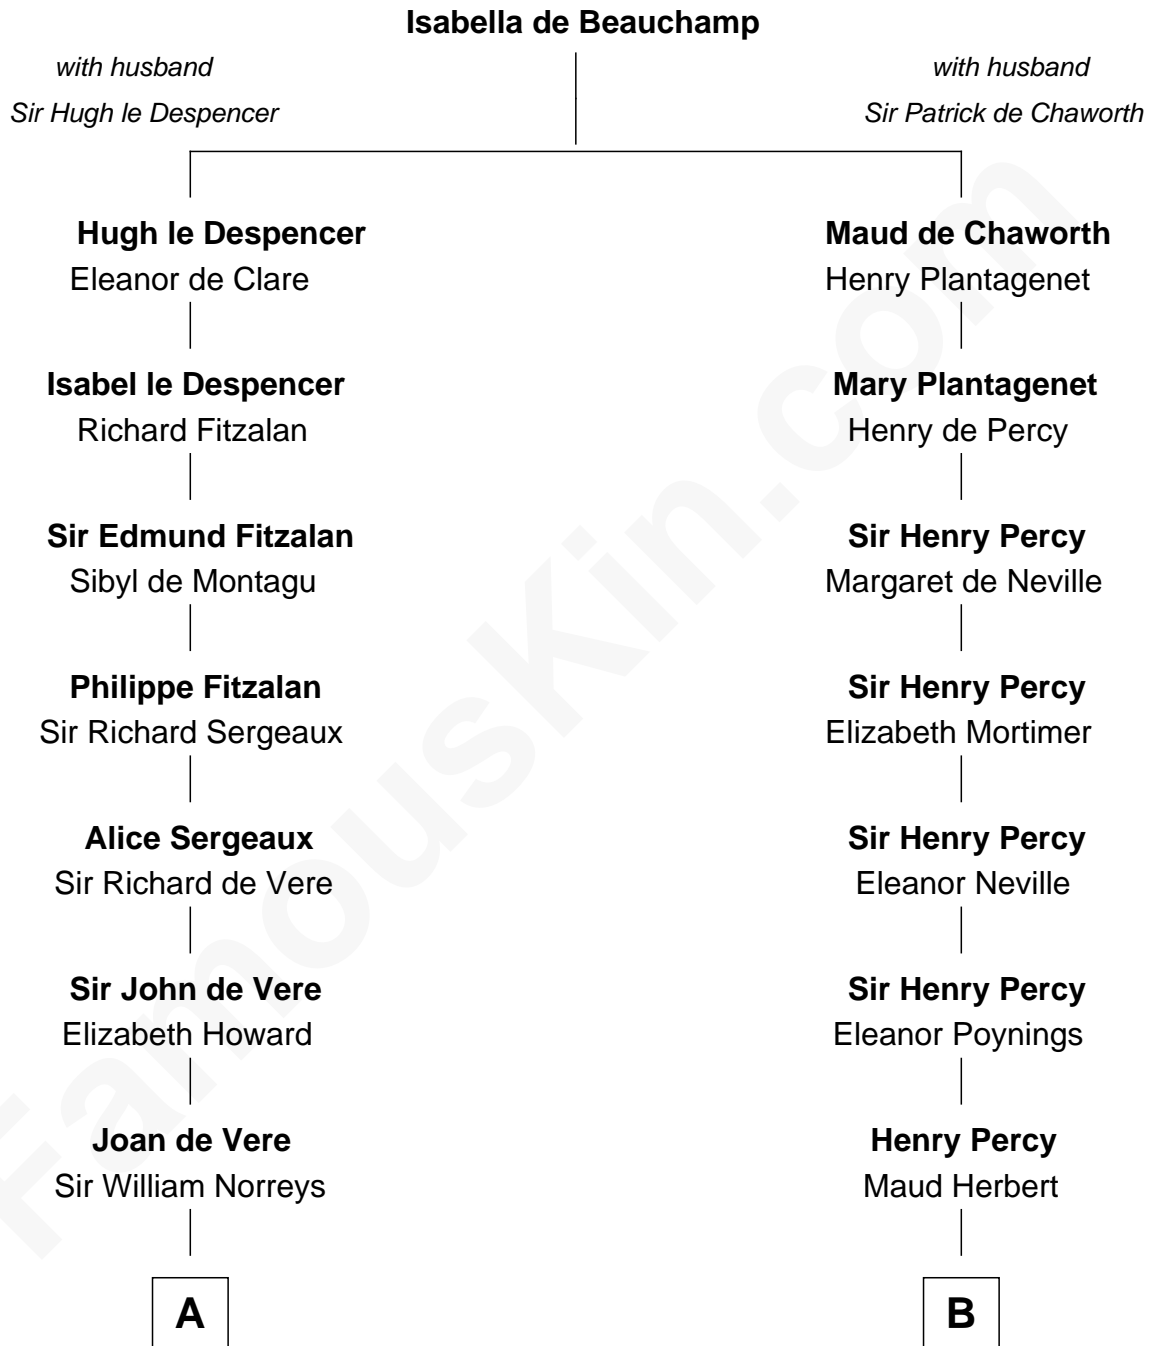 Isabella de Beauchamp
with husband
Sir Hugh le Despencer
with husband
Sir Patrick de Chaworth
Hugh le Despencer
Eleanor de Clare
Maud de Chaworth
Henry Plantagenet
Isabel le Despencer
Richard Fitzalan
Mary Plantagenet
Henry de Percy
Sir Edmund Fitzalan
Sibyl de Montagu
Sir Henry Percy
Margaret de Neville
Philippe Fitzalan
Sir Richard Sergeaux
Sir Henry Percy
Elizabeth Mortimer
Alice Sergeaux
Sir Richard de Vere
Sir Henry Percy
Eleanor Neville
Sir John de Vere
Elizabeth Howard
Sir Henry Percy
Eleanor Poynings
Joan de Vere
Sir William Norreys
Henry Percy
Maud Herbert
A
B
FamousKin.com